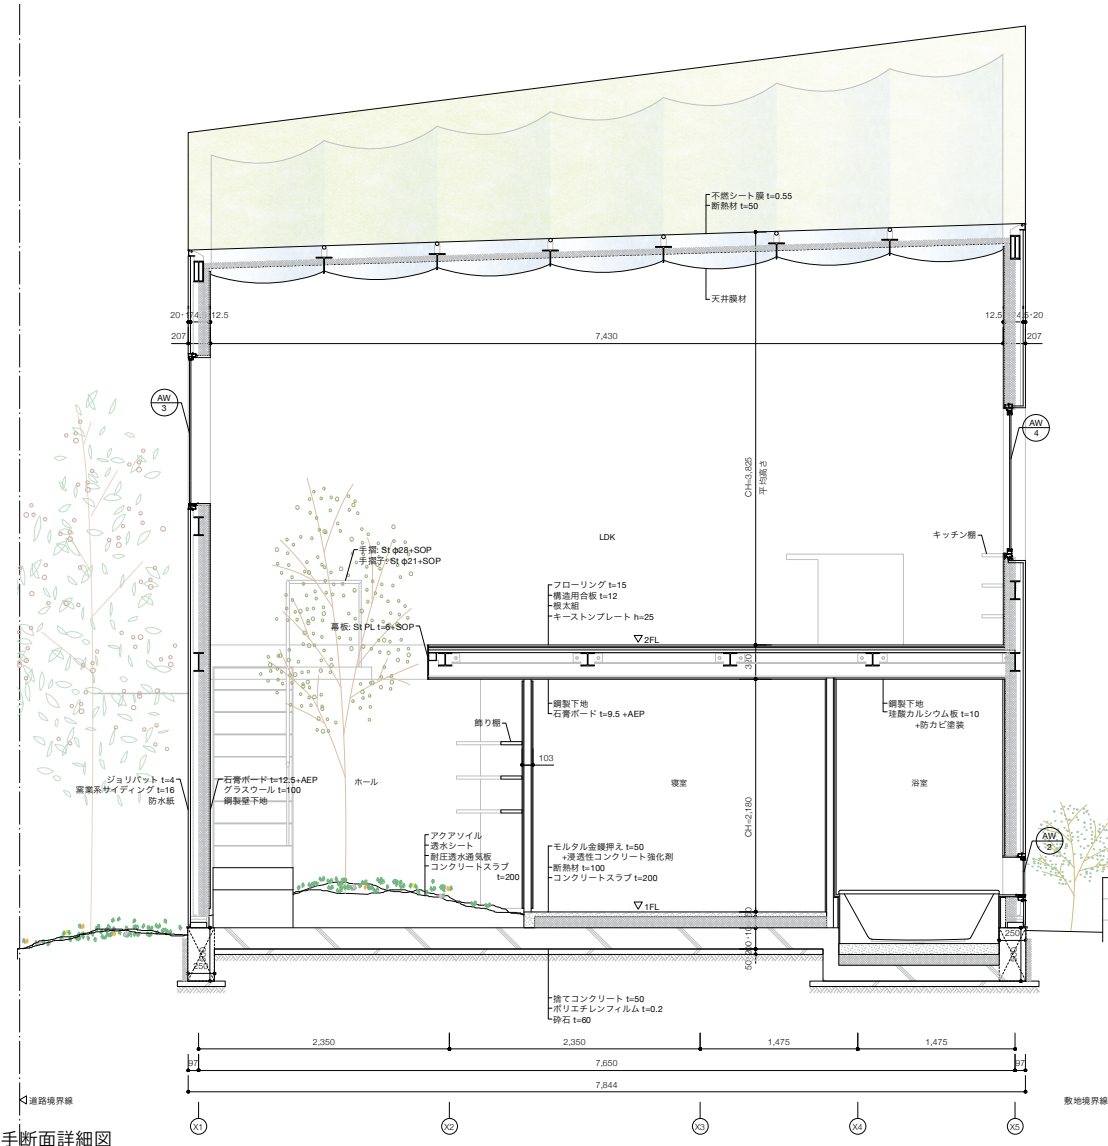 不燃シート膜 t=0.55
断熱材 t=50
天井膜材
12.5
12.5
207
7,430
207
AW
3
AW
4
CH=3,825
平均高さ
LDK
キッチン棚
手摺: St φ28+SOP
手摺子: St φ21+SOP
フローリング t=15
構造用合板 t=12
根太組
キーストンプレート h=25
幕板: St PL t=6+SOP
2FL
320
鋼製下地
石膏ボード t=9.5 +AEP
鋼製下地
珪酸カルシウム板 t=10
+防カビ塗装
飾り棚
103
ジョリパット t=4
窯業系サイディング t=16
防水紙
石膏ボード t=12.5+AEP
グラスウール t=100
鋼製壁下地
ホール
寝室
浴室
CH=2,180
アクアソイル
透水シート
耐圧透水通気板
コンクリートスラブ
t=200
モルタル金鏝押え t=50
+浸透性コンクリート強化剤
断熱材 t=100
コンクリートスラブ t=200
AW
2
1FL
250
250
捨てコンクリート t=50
ポリエチレンフィルム t=0.2
砕石 t=60
2,350
2,350
1,475
1,475
97
7,650
97
7,844
道路境界線
敷地境界線
X1
X2
X3
X4
X5
手断面詳細図